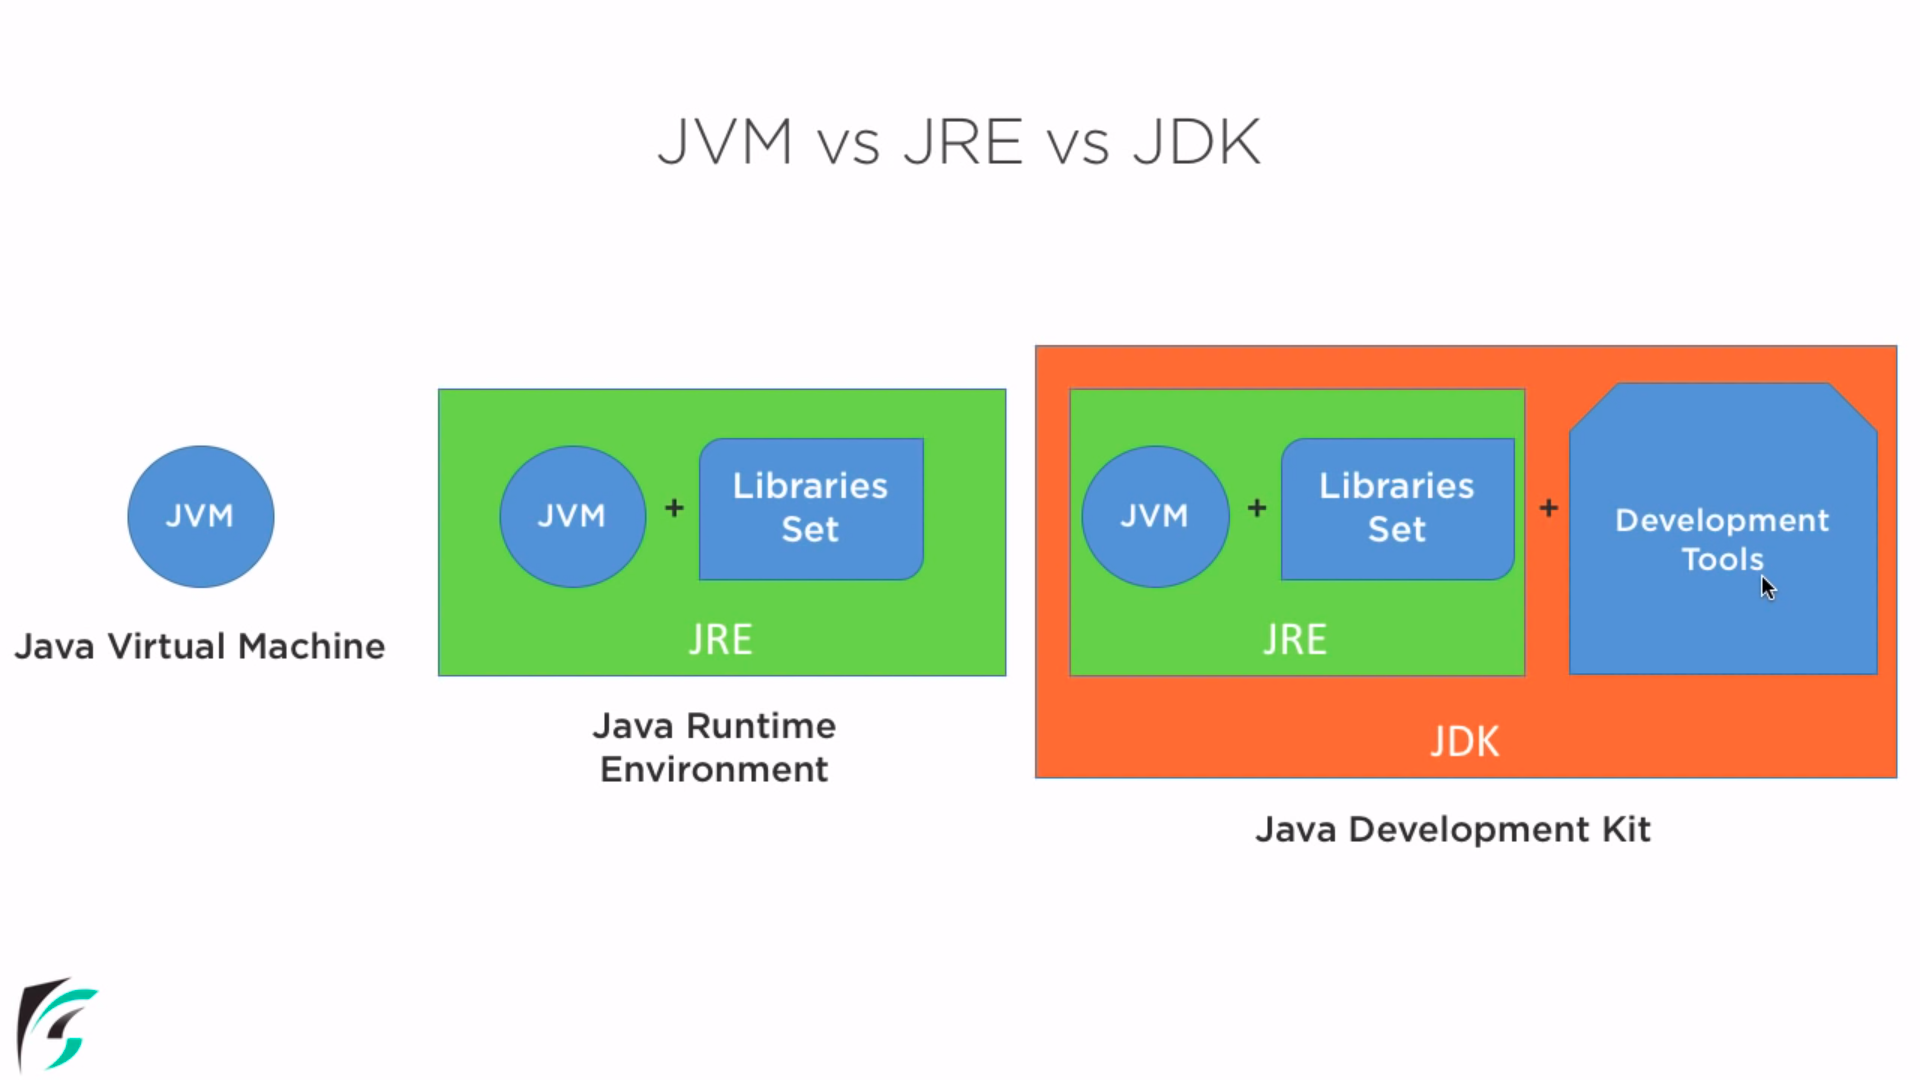 JVM vs JRE vs JDK
JVM
Java Virtual Machine
JVM
+
Libraries
Set
JRE
Java Runtime
Environment
JVM
+
Libraries
Set
JRE
+
Development
Tools
JDK
Java Development Kit